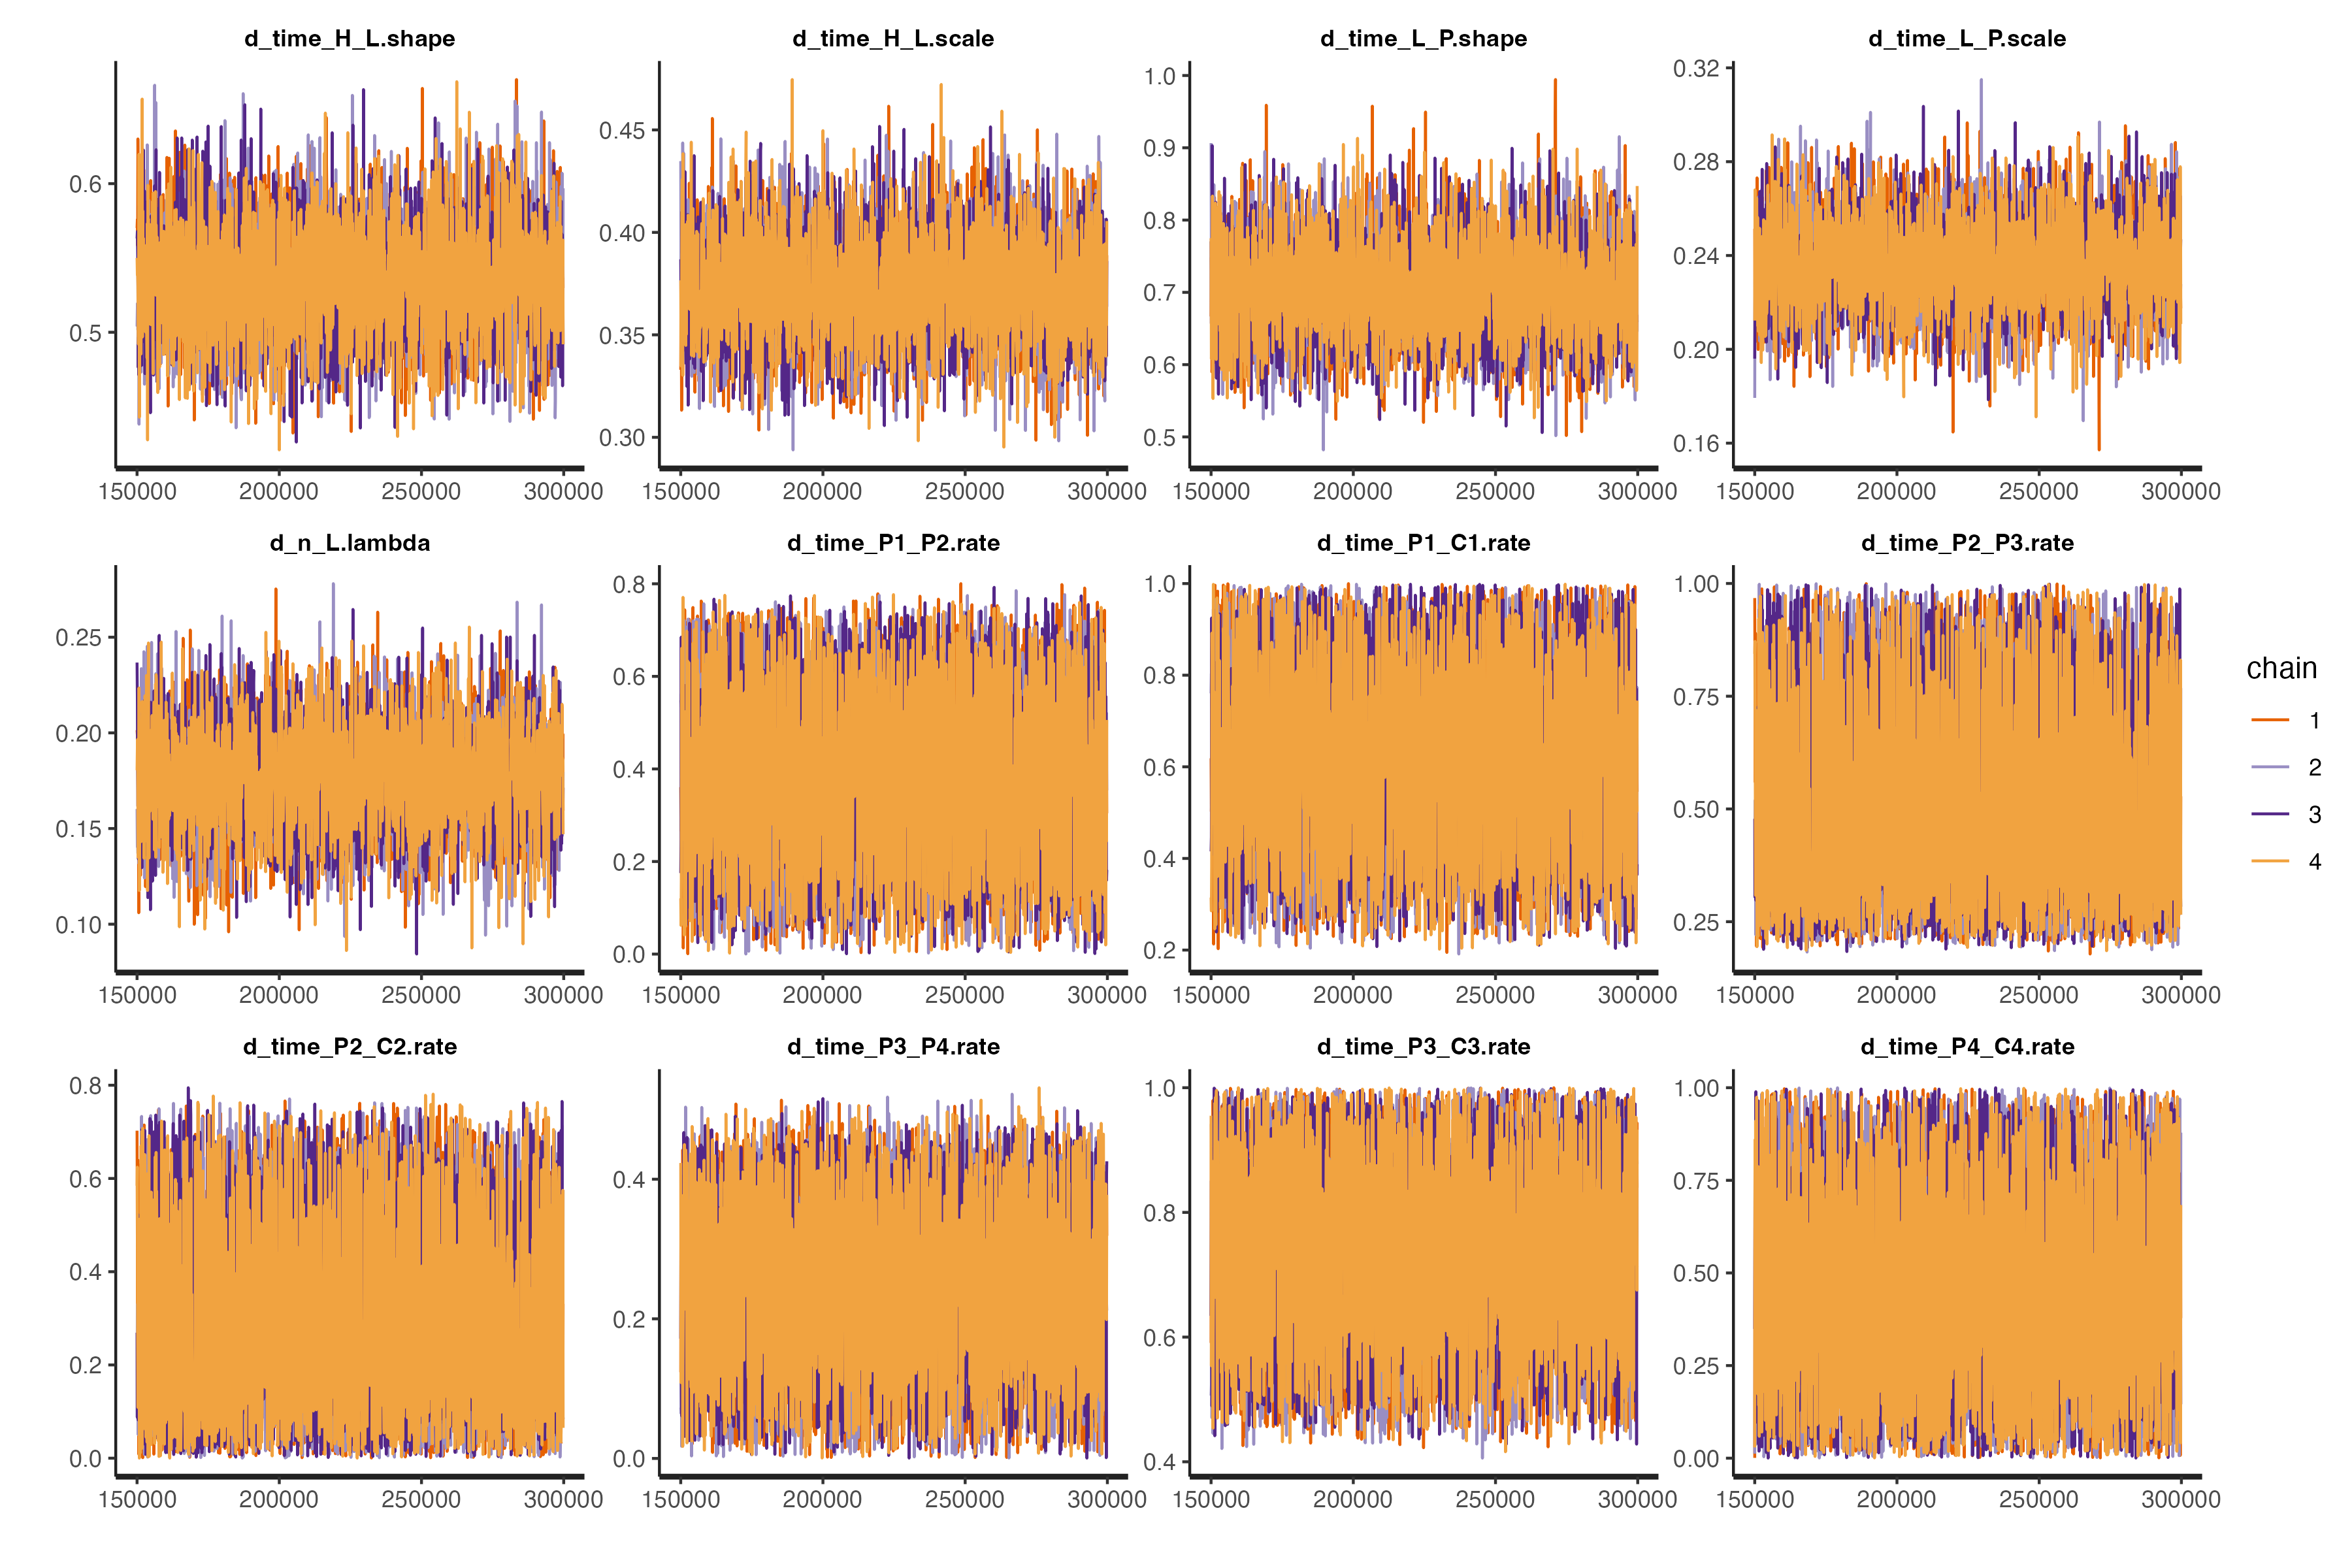 d_time_H_L.shape
0.6
0.5
150000 200000 250000 300000
d_time_H_L.scale
0.45
0.40
0.35
0.30
150000 200000 250000 300000
d_time_L_P.shape
1.0
0.9
0.8
0.7
0.6
0.5
150000 200000 250000 300000
d_time_L_P.scale
0.32
0.28
0.24
0.20
0.16
150000 200000 250000 300000
d_n_L.lambda
0.25
0.20
0.15
0.10
150000 200000 250000 300000
d_time_P1_P2.rate
0.8
0.6
0.4
0.2
0.0
150000 200000 250000 300000
d_time_P1_C1.rate
1.0
0.8
0.6
0.4
0.2
150000 200000 250000 300000
d_time_P2_P3.rate
1.00
0.75
0.50
0.25
150000 200000 250000 300000
d_time_P2_C2.rate
0.8
0.6
0.4
0.2
0.0
150000 200000 250000 300000
d_time_P3_P4.rate
0.4
0.2
0.0
150000 200000 250000 300000
d_time_P3_C3.rate
1.0
0.8
0.6
0.4
150000 200000 250000 300000
d_time_P4_C4.rate
1.00
0.75
0.50
0.25
0.00
150000 200000 250000 300000
chain
1
2
3
4